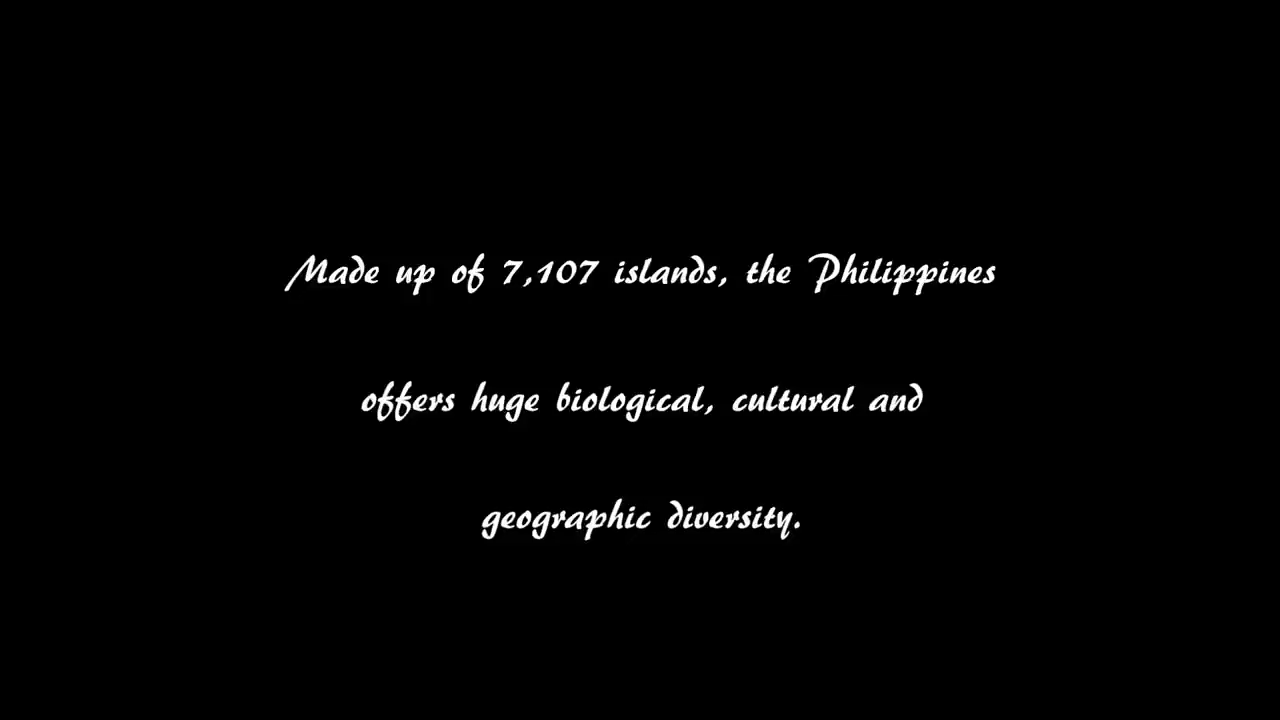 Made up of 7,107 islands, the Philippines
offers huge biological, cultural and
geographic diversity.